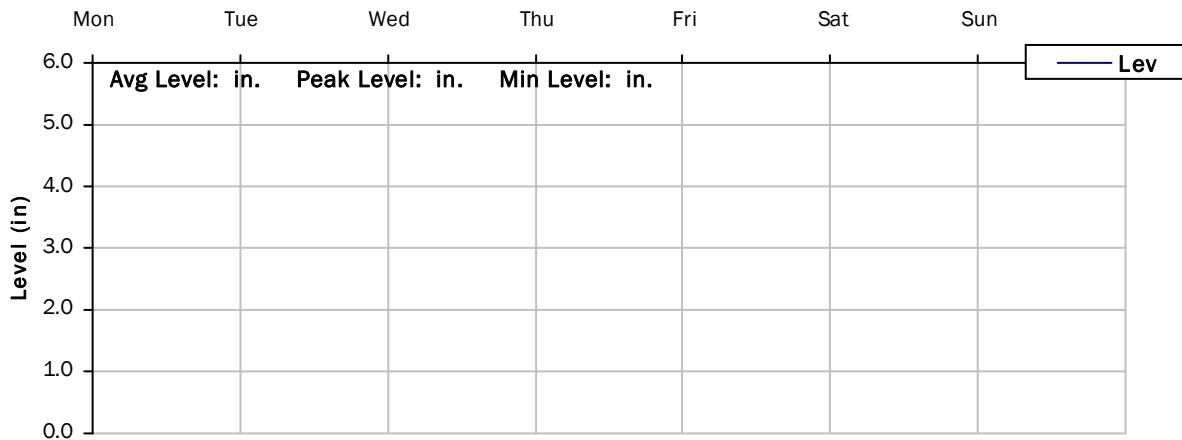 Mon Tue Wed Thu Fri Sat Sun
6.0
Avg Level: in. Peak Level: in. Min Level: in.
Lev
5.0
4.0
3.0
2.0
1.0
0.0
Level (in)